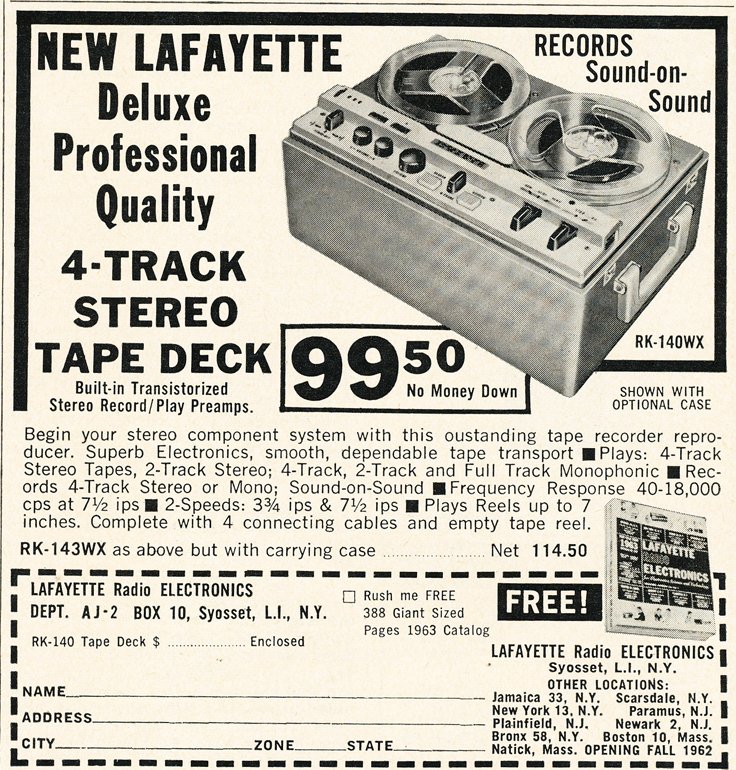 NEW LAFAYETTE
Deluxe
Professional
Quality
4-TRACK
STEREO
TAPE DECK
Built-in Transistorized
Stereo Record/Play Preamps.
RECORDS
Sound-on-
Sound
RK-140WX
99 50
No Money Down
SHOWN WITH
OPTIONAL CASE
Begin your stereo component system with this oustanding tape recorder repro-
ducer. Superb Electronics, smooth, dependable tape transport ■ Plays: 4-Track
Stereo Tapes, 2-Track Stereo; 4-Track, 2-Track and Full Track Monophonic ■ Rec-
ords 4-Track Stereo or Mono; Sound-on-Sound ■ Frequency Response 40-18,000
cps at 7½ ips ■ 2-Speeds: 3¾ ips & 7½ ips ■ Plays Reels up to 7
inches. Complete with 4 connecting cables and empty tape reel.
RK-143WX as above but with carrying case ........................ Net 114.50
LAFAYETTE Radio ELECTRONICS
DEPT. AJ-2 BOX 10, Syosset, L.I., N.Y.
RK-140 Tape Deck $ .................. Enclosed
☐ Rush me FREE
388 Giant Sized
Pages 1963 Catalog
FREE!
1963
LAFAYETTE
ELECTRONICS
LAFAYETTE Radio ELECTRONICS
Syosset, L.I., N.Y.
OTHER LOCATIONS:
Jamaica 33, N.Y. Scarsdale, N.Y.
New York 13, N.Y. Paramus, N.J.
Plainfield, N.J. Newark 2, N.J.
Bronx 58, N.Y. Boston 10, Mass.
Natick, Mass. OPENING FALL 1962
NAME
ADDRESS
CITY ZONE STATE